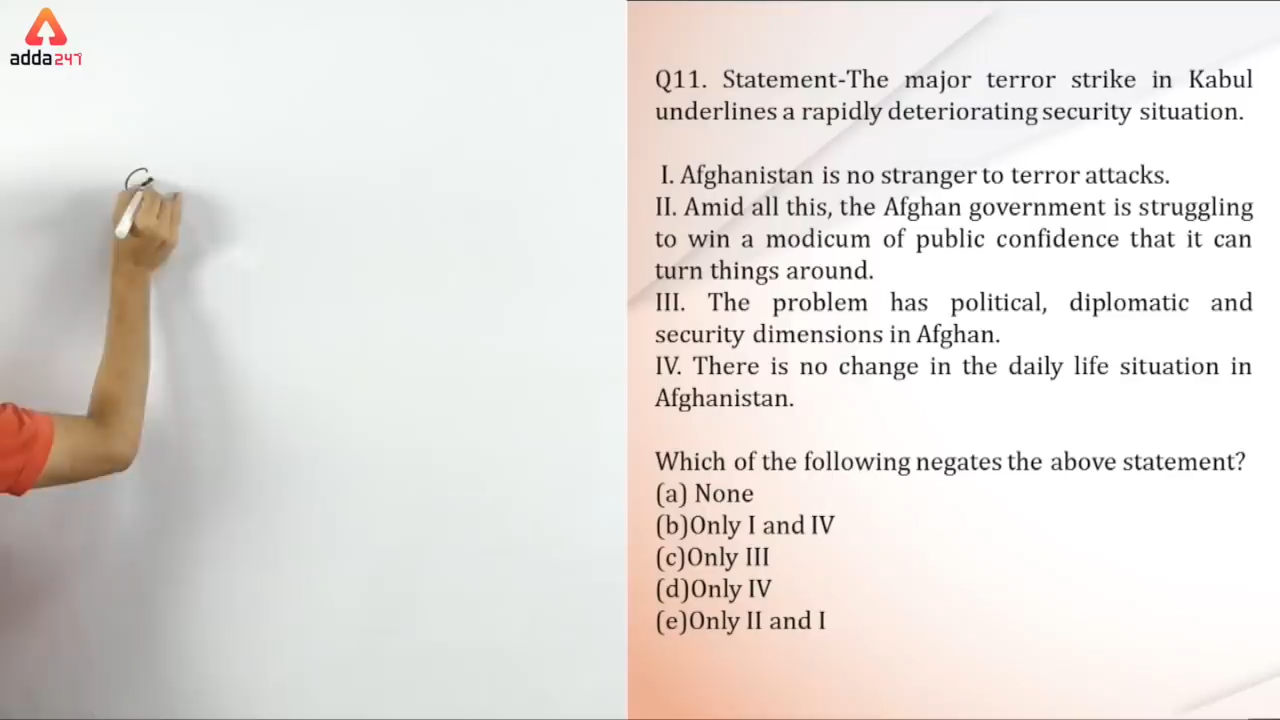 adda247
Q11. Statement-The major terror strike in Kabul
underlines a rapidly deteriorating security situation.
I. Afghanistan is no stranger to terror attacks.
II. Amid all this, the Afghan government is struggling
to win a modicum of public confidence that it can
turn things around.
III. The problem has political, diplomatic and
security dimensions in Afghan.
IV. There is no change in the daily life situation in
Afghanistan.
Which of the following negates the above statement?
(a) None
(b)Only I and IV
(c)Only III
(d)Only IV
(e)Only II and I